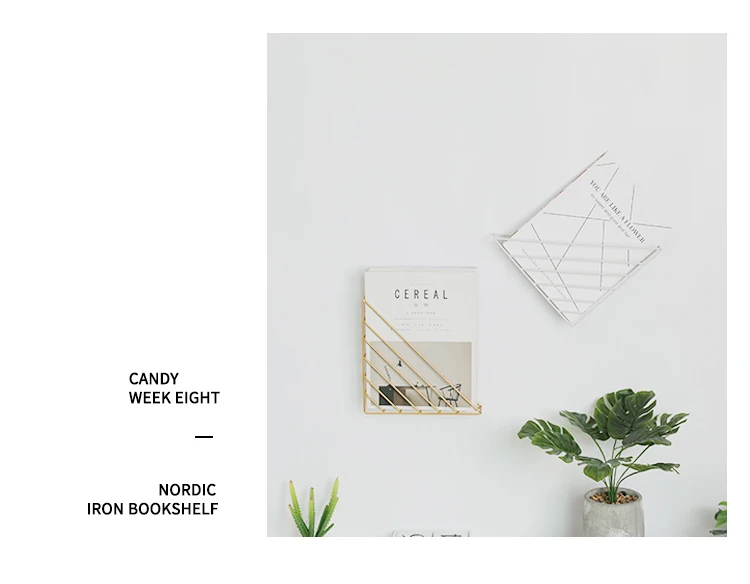 CANDY
WEEK EIGHT
NORDIC
IRON BOOKSHELF
CEREAL
YOU ARE LIKE A FLOWER